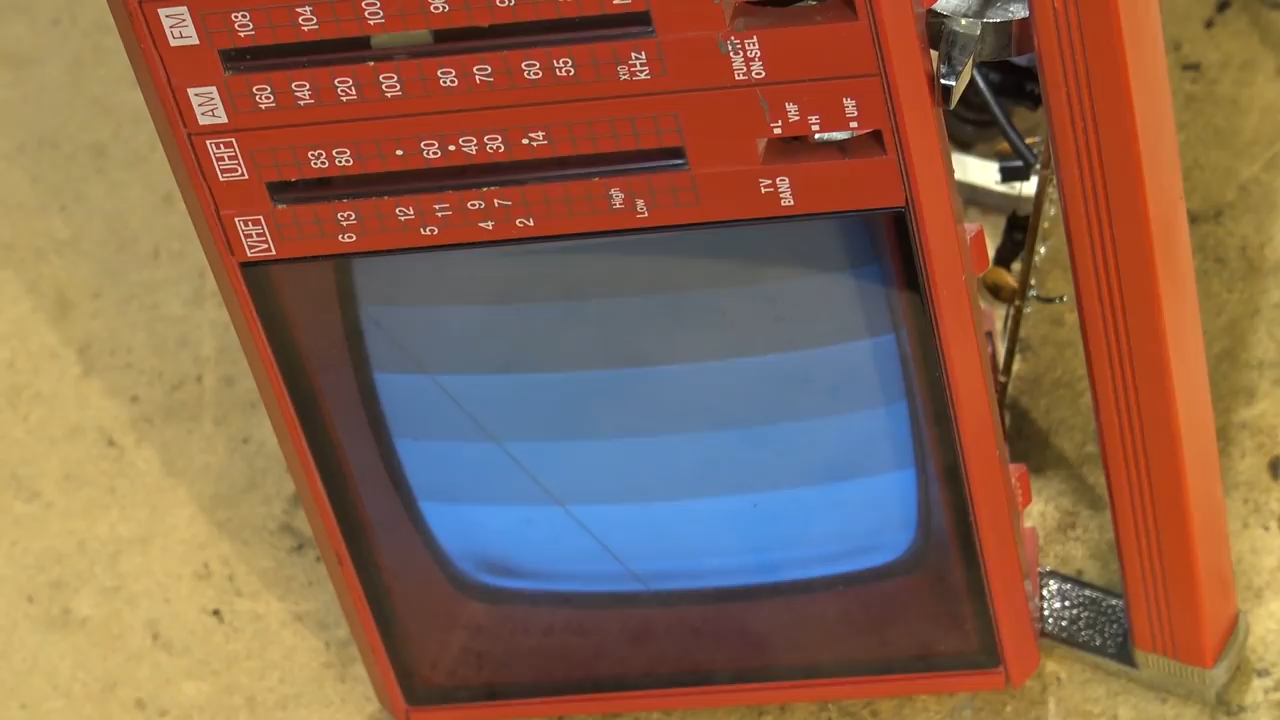 FM
108
104
100
AM
160
140
120
100
80
70
60
55
X10
kHz
FUNCTI
ON-SEL
UHF
83
80
60
40
30
14
L
VHF
H
UHF
VHF
6
13
5
12
11
4
9
7
2
High
Low
TV
BAND